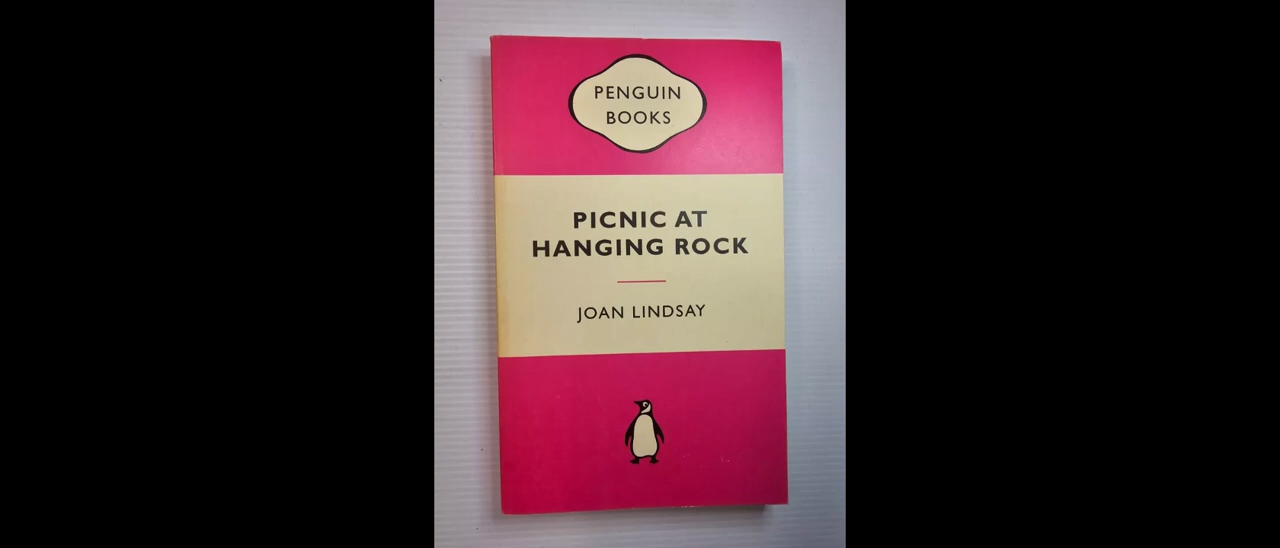 PENGUIN
BOOKS
PICNIC AT
HANGING ROCK
JOAN LINDSAY